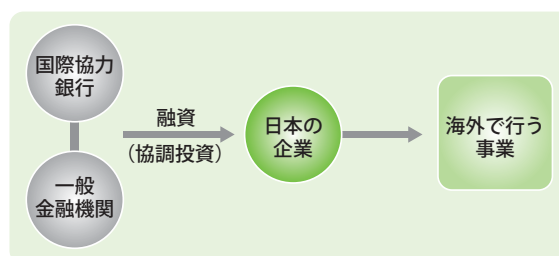 国際協力
銀行
融資
（協調投資）
日本の
企業
海外で行う
事業
一般
金融機関